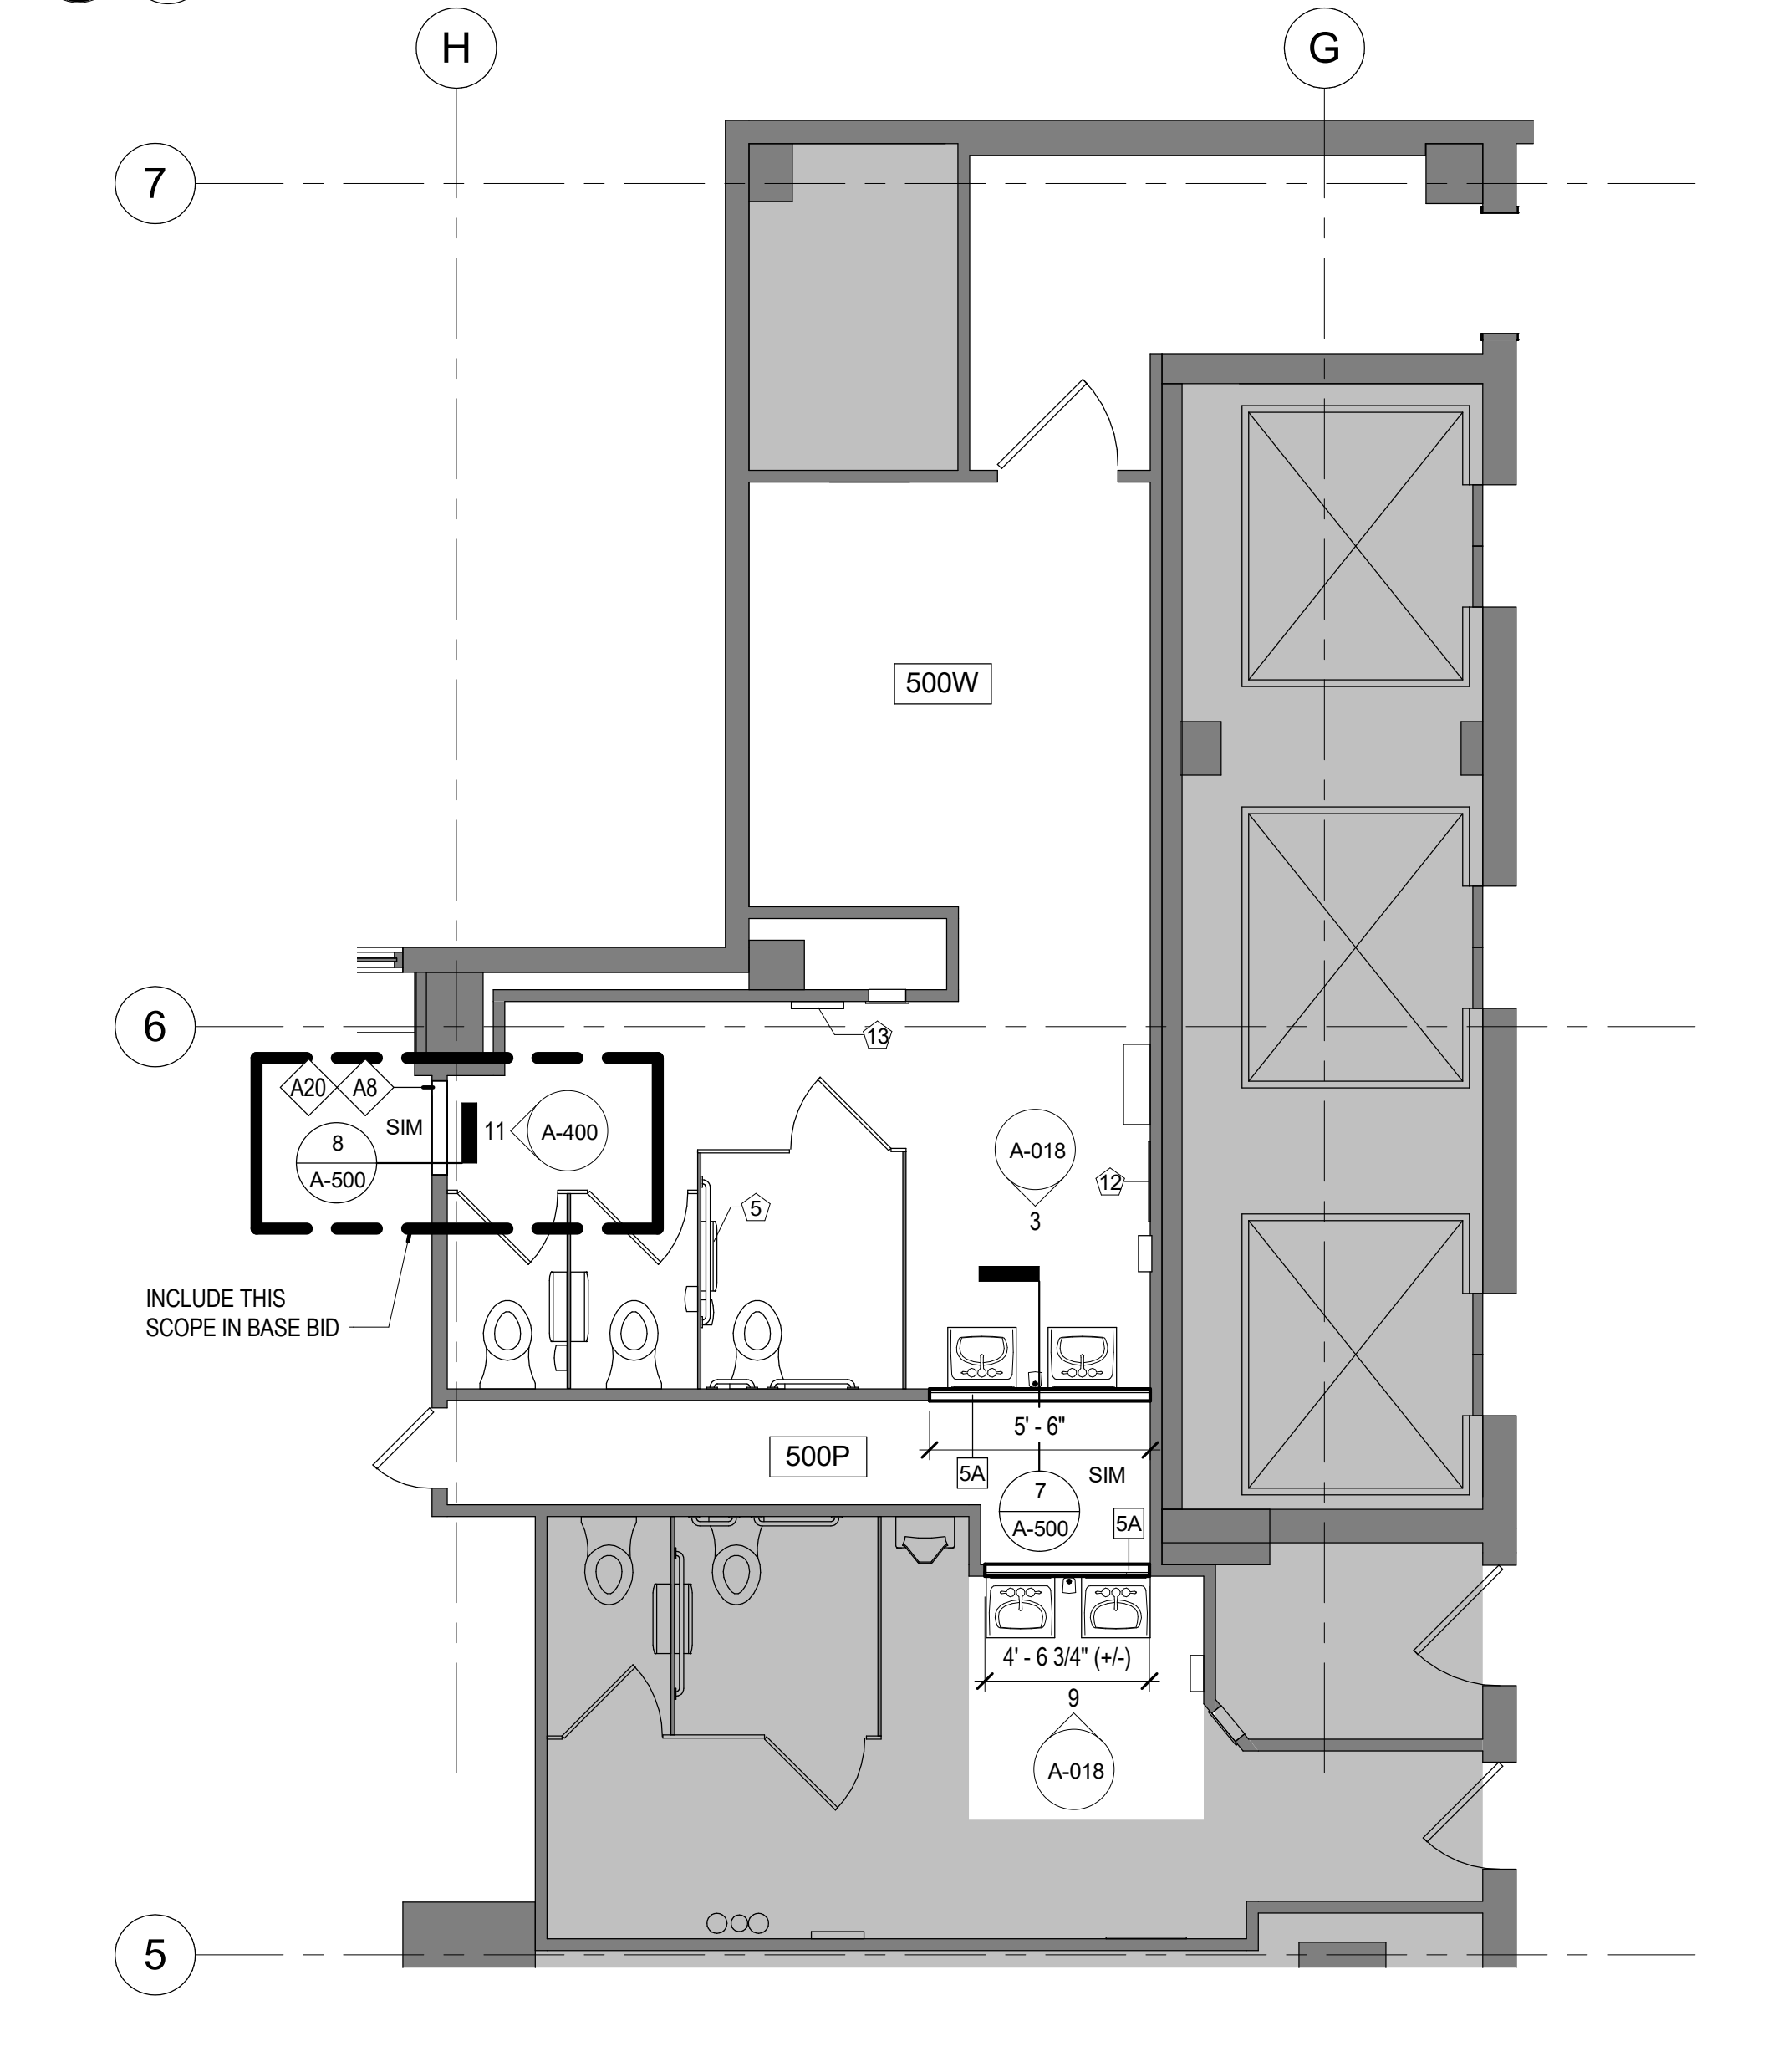 H
G
7
500W
6
13
A20
A8
SIM
8
A-500
11
A-400
A-018
3
12
5
INCLUDE THIS
SCOPE IN BASE BID
5' - 6"
500P
5A
SIM
7
A-500
5A
4' - 6 3/4" (+/-)
9
A-018
5